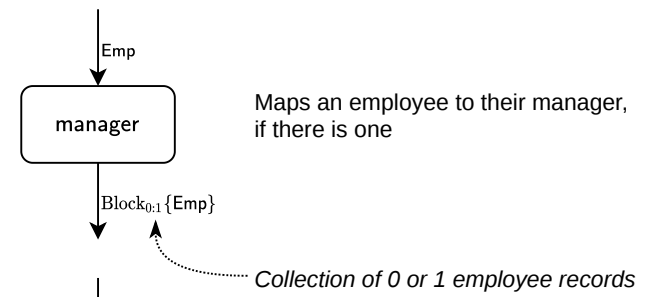 Emp
manager
Maps an employee to their manager,
if there is one
Block₀:₁{Emp}
Collection of 0 or 1 employee records